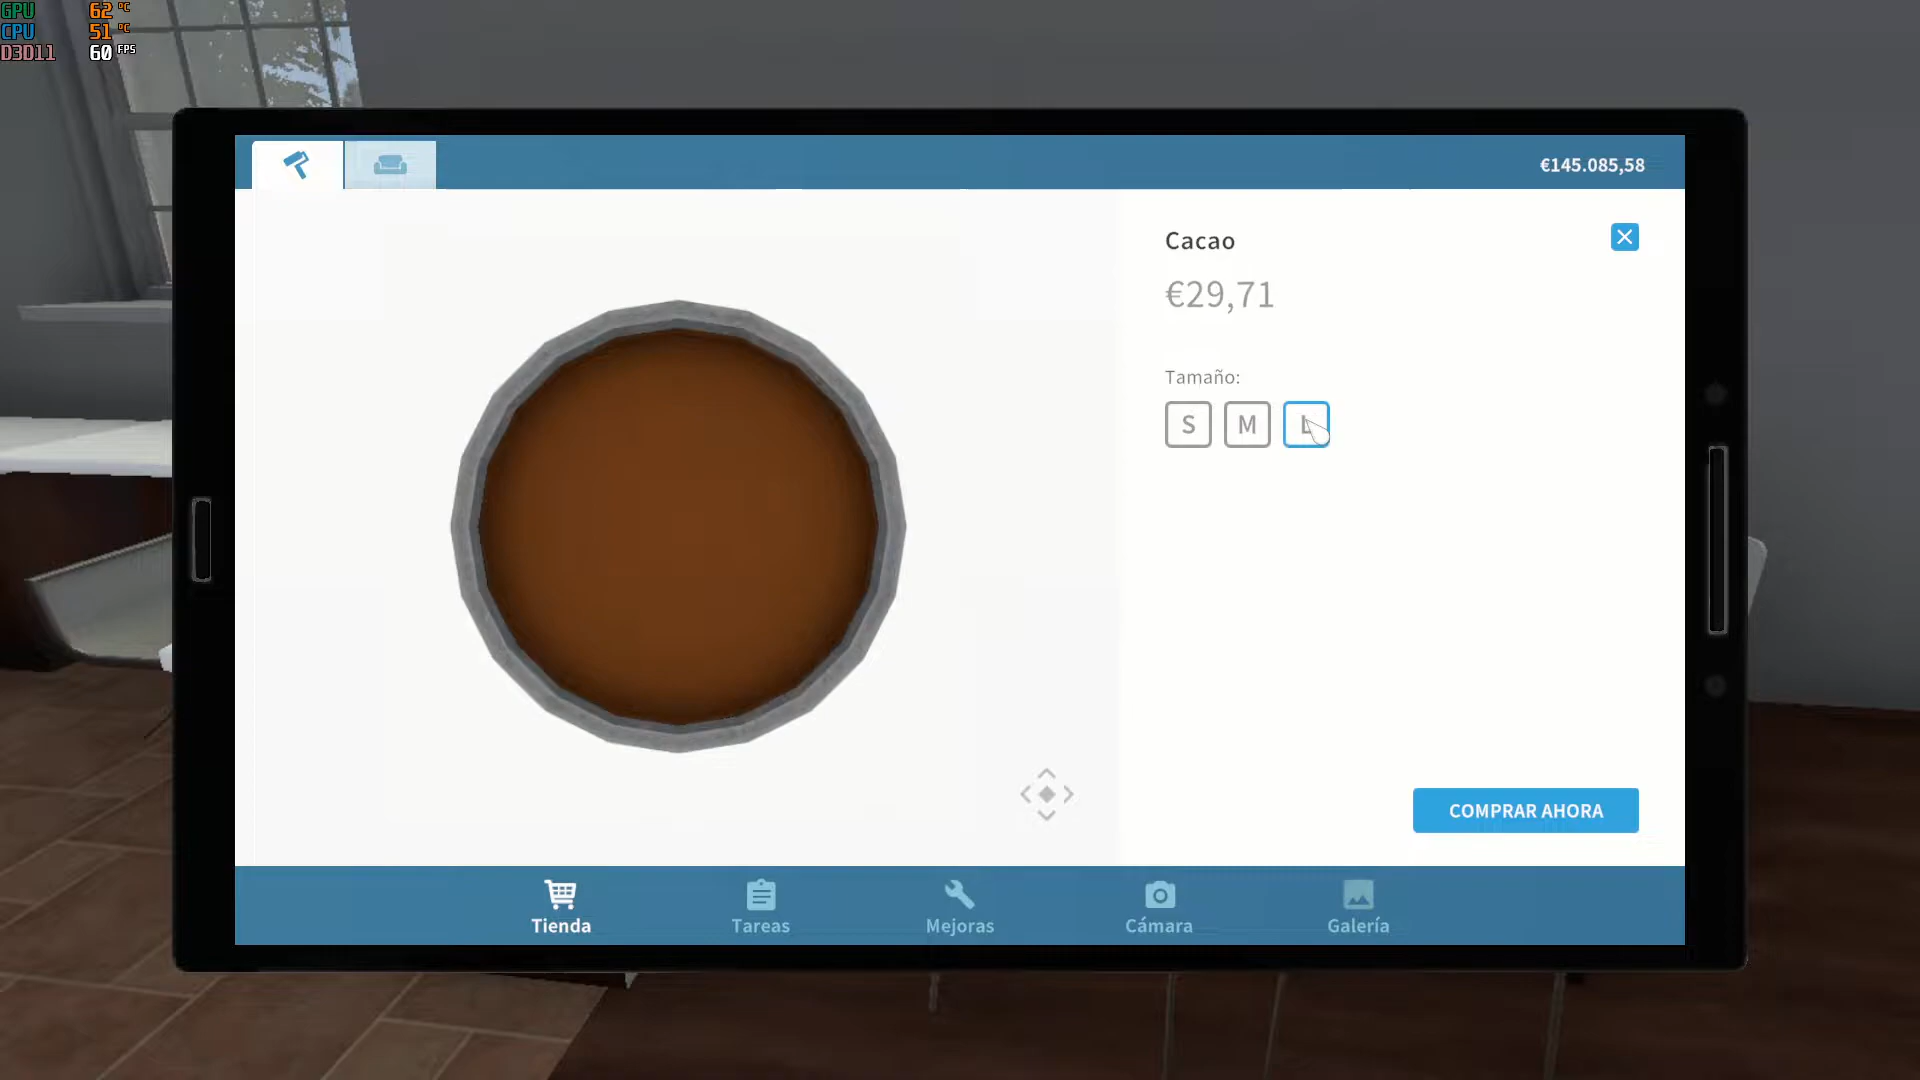 GPU 62 °C
CPU 51 °C
D3D11 60 FPS
€145.085,58
Cacao
€29,71
Tamaño:
S M L
COMPRAR AHORA
Tienda Tareas Mejoras Cámara Galería